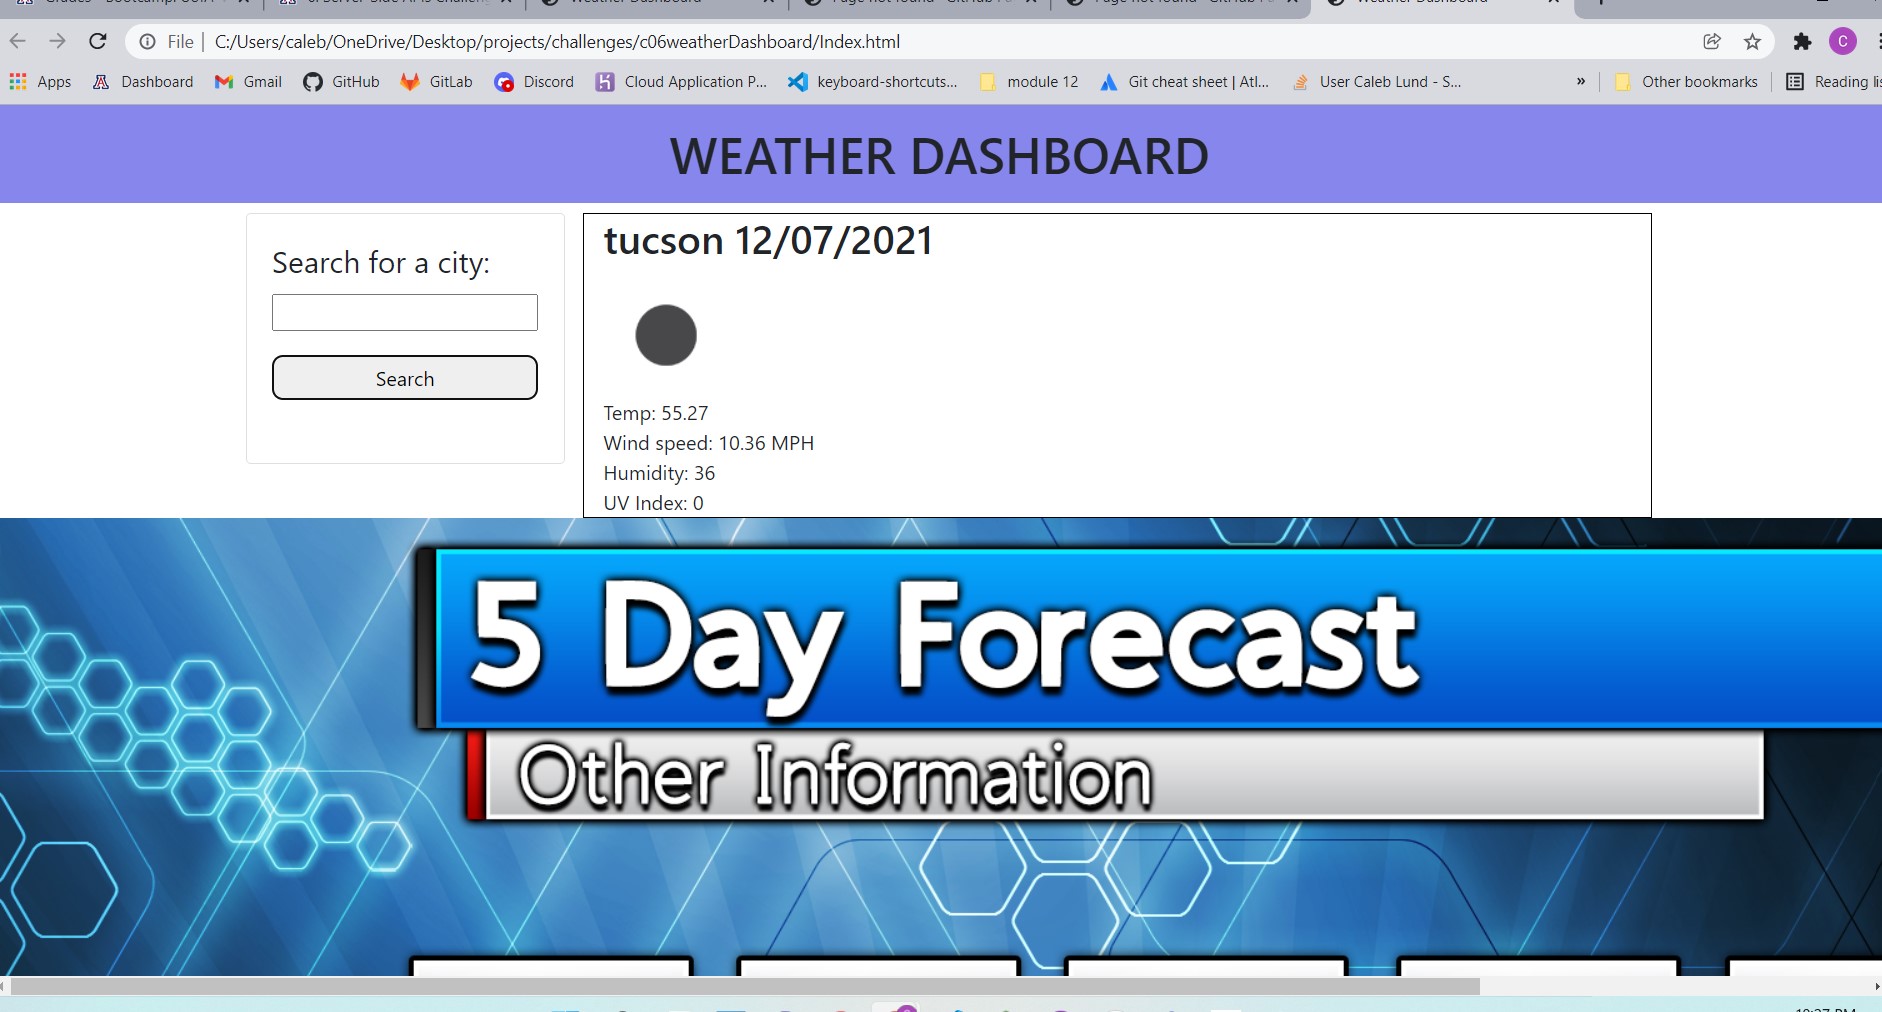 File C:/Users/caleb/OneDrive/Desktop/projects/challenges/c06weatherDashboard/Index.html
C
Apps Dashboard Gmail GitHub GitLab Discord Cloud Application P... keyboard-shortcuts... module 12 Git cheat sheet | Atl... User Caleb Lund - S... » Other bookmarks Reading
WEATHER DASHBOARD
Search for a city:
Search
tucson 12/07/2021
Temp: 55.27
Wind speed: 10.36 MPH
Humidity: 36
UV Index: 0
5 Day Forecast
Other Information